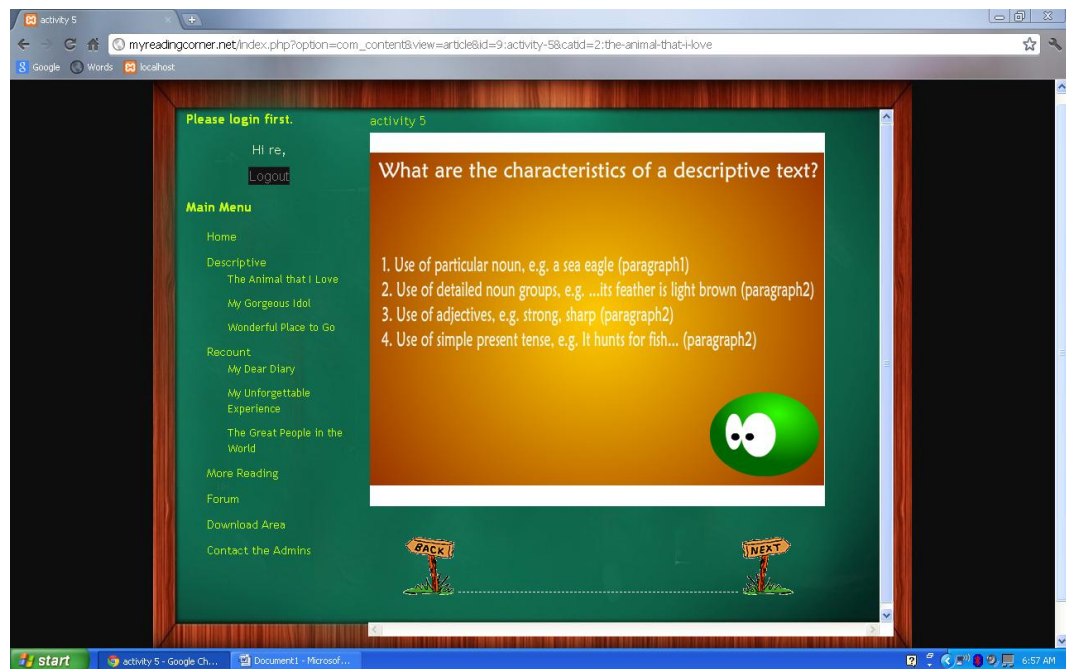 activity 5
myreadingcorner.net/index.php?option=com_content&view=article&id=9:activity-5&catid=2:the-animal-that-i-love
Google Words localhost
Please login first.
Hi re,
Logout
Main Menu
Home
Descriptive
The Animal that I Love
My Gorgeous Idol
Wonderful Place to Go
Recount
My Dear Diary
My Unforgettable
Experience
The Great People in the
World
More Reading
Forum
Download Area
Contact the Admins
activity 5
What are the characteristics of a descriptive text?
1. Use of particular noun, e.g. a sea eagle (paragraph1)
2. Use of detailed noun groups, e.g. ...its feather is light brown (paragraph2)
3. Use of adjectives, e.g. strong, sharp (paragraph2)
4. Use of simple present tense, e.g. It hunts for fish... (paragraph2)
BACK NEXT
start activity 5 - Google Ch... Document1 - Microsof... 6:57 AM